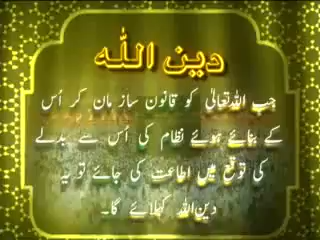 دین اللہ
جب اللہ تعالیٰ کو قانون ساز مان کر اُس
کے بنائے ہوئے نظام کی اُس سے بدلے
کی توقع میں اطاعت کی جائے تو یہ
دین اللہ کہلائے گا۔